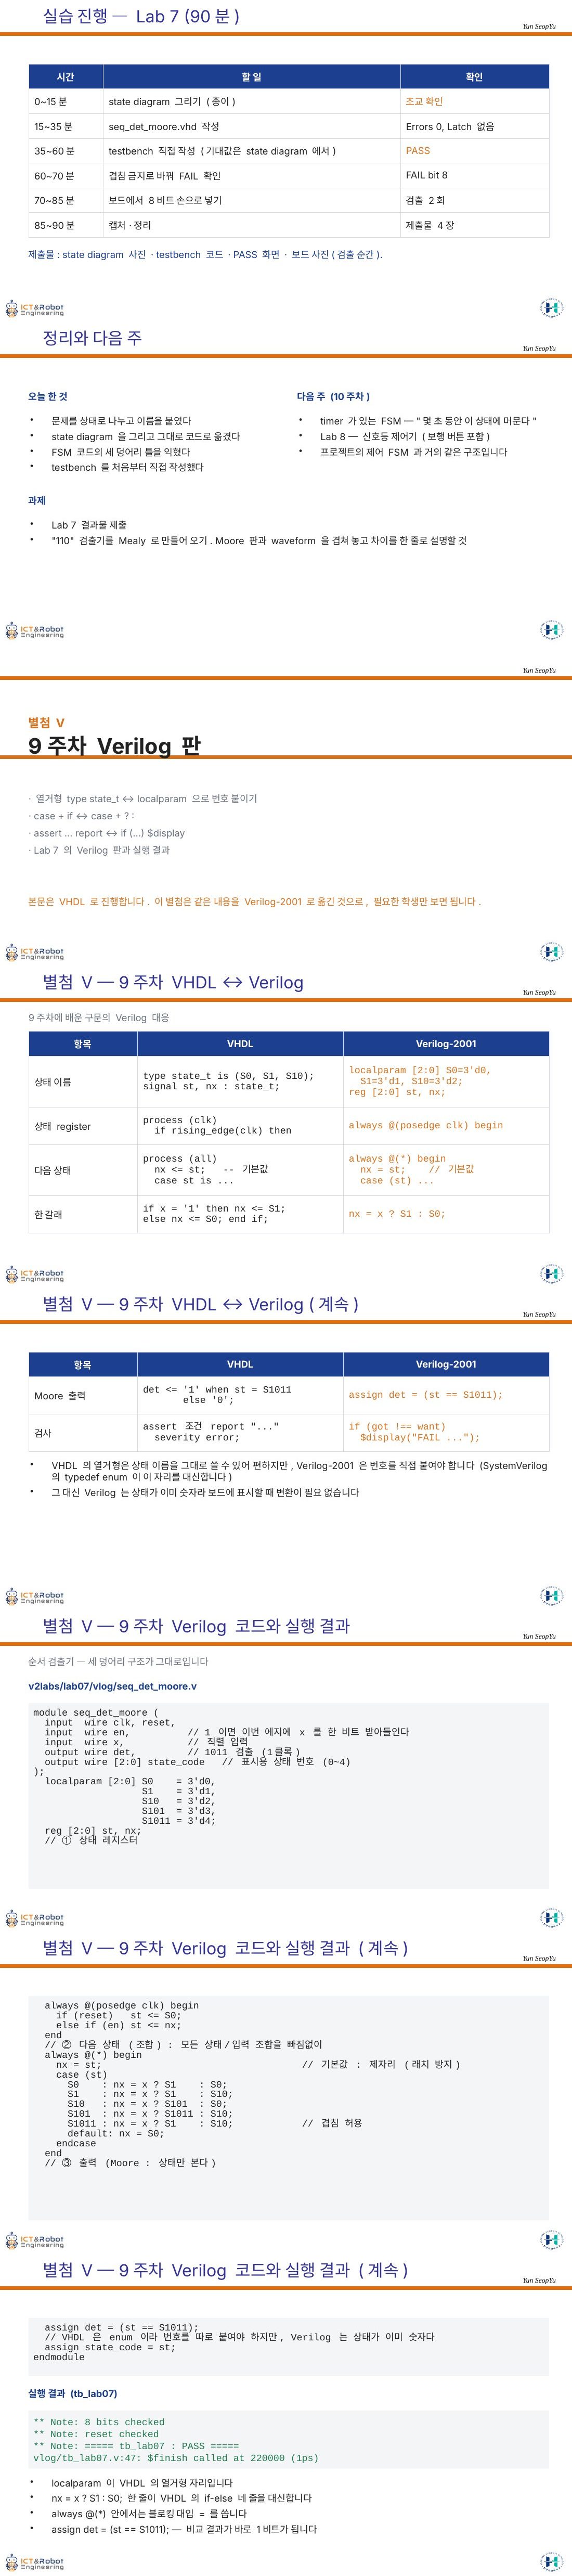 실습 진행 — Lab 7 (90 분 )
Yun SeopYu
시간 할 일 확인
0~15 분 state diagram 그리기 ( 종이 ) 조교 확인
15~35 분 seq_det_moore.vhd 작성 Errors 0, Latch 없음
35~60 분 testbench 직접 작성 ( 기대값은 state diagram 에서 ) PASS
60~70 분 겹침 금지로 바꿔 FAIL 확인 FAIL bit 8
70~85 분 보드에서 8 비트 손으로 넣기 검출 2 회
85~90 분 캡처 · 정리 제출물 4 장
제출물 : state diagram 사진 · testbench 코드 · PASS 화면 · 보드 사진 ( 검출 순간 ).
ICT&Robot
Engineering
정리와 다음 주
Yun SeopYu
오늘 한 것
• 문제를 상태로 나누고 이름을 붙였다
• state diagram 을 그리고 그대로 코드로 옮겼다
• FSM 코드의 세 덩어리 틀을 익혔다
• testbench 를 처음부터 직접 작성했다
다음 주 (10 주차 )
• timer 가 있는 FSM — " 몇 초 동안 이 상태에 머문다 "
• Lab 8 — 신호등 제어기 ( 보행 버튼 포함 )
• 프로젝트의 제어 FSM 과 거의 같은 구조입니다
과제
• Lab 7 결과물 제출
• "110" 검출기를 Mealy 로 만들어 오기 . Moore 판과 waveform 을 겹쳐 놓고 차이를 한 줄로 설명할 것
ICT&Robot
Engineering
Yun SeopYu
별첨 V
9 주차 Verilog 판
· 열거형 type state_t ↔ localparam 으로 번호 붙이기
· case + if ↔ case + ? :
· assert ... report ↔ if (...) $display
· Lab 7 의 Verilog 판과 실행 결과
본문은 VHDL 로 진행합니다 . 이 별첨은 같은 내용을 Verilog-2001 로 옮긴 것으로 , 필요한 학생만 보면 됩니다 .
ICT&Robot
Engineering
별첨 V — 9 주차 VHDL ↔ Verilog
Yun SeopYu
9 주차에 배운 구문의 Verilog 대응
항목 VHDL Verilog-2001
상태 이름
type state_t is (S0, S1, S10);
signal st, nx : state_t;
localparam [2:0] S0=3'd0,
S1=3'd1, S10=3'd2;
reg [2:0] st, nx;
상태 register
process (clk)
if rising_edge(clk) then
always @(posedge clk) begin
다음 상태
process (all)
nx <= st; -- 기본값
case st is ...
always @(*) begin
nx = st; // 기본값
case (st) ...
한 갈래
if x = '1' then nx <= S1;
else nx <= S0; end if;
nx = x ? S1 : S0;
ICT&Robot
Engineering
별첨 V — 9 주차 VHDL ↔ Verilog ( 계속 )
Yun SeopYu
항목 VHDL Verilog-2001
Moore 출력
det <= '1' when st = S1011
else '0';
assign det = (st == S1011);
검사
assert 조건 report "..."
severity error;
if (got !== want)
$display("FAIL ...");
• VHDL 의 열거형은 상태 이름을 그대로 쓸 수 있어 편하지만 , Verilog-2001 은 번호를 직접 붙여야 합니다 (SystemVerilog
의 typedef enum 이 이 자리를 대신합니다 )
• 그 대신 Verilog 는 상태가 이미 숫자라 보드에 표시할 때 변환이 필요 없습니다
ICT&Robot
Engineering
별첨 V — 9 주차 Verilog 코드와 실행 결과
Yun SeopYu
순서 검출기 — 세 덩어리 구조가 그대로입니다
v2labs/lab07/vlog/seq_det_moore.v
module seq_det_moore (
input wire clk, reset,
input wire en, // 1 이면 이번 에지에 x 를 한 비트 받아들인다
input wire x, // 직렬 입력
output wire det, // 1011 검출 (1 클록 )
output wire [2:0] state_code // 표시용 상태 번호 (0~4)
);
localparam [2:0] S0 = 3'd0,
S1 = 3'd1,
S10 = 3'd2,
S101 = 3'd3,
S1011 = 3'd4;
reg [2:0] st, nx;
// ① 상태 레지스터
ICT&Robot
Engineering
별첨 V — 9 주차 Verilog 코드와 실행 결과 ( 계속 )
Yun SeopYu
always @(posedge clk) begin
if (reset) st <= S0;
else if (en) st <= nx;
end
// ② 다음 상태 ( 조합 ) : 모든 상태 / 입력 조합을 빠짐없이
always @(*) begin
nx = st; // 기본값 : 제자리 ( 래치 방지 )
case (st)
S0 : nx = x ? S1 : S0;
S1 : nx = x ? S1 : S10;
S10 : nx = x ? S101 : S0;
S101 : nx = x ? S1011 : S10;
S1011 : nx = x ? S1 : S10; // 겹침 허용
default: nx = S0;
endcase
end
// ③ 출력 (Moore : 상태만 본다 )
ICT&Robot
Engineering
별첨 V — 9 주차 Verilog 코드와 실행 결과 ( 계속 )
Yun SeopYu
assign det = (st == S1011);
// VHDL 은 enum 이라 번호를 따로 붙여야 하지만 , Verilog 는 상태가 이미 숫자다
assign state_code = st;
endmodule
실행 결과 (tb_lab07)
** Note: 8 bits checked
** Note: reset checked
** Note: ===== tb_lab07 : PASS =====
vlog/tb_lab07.v:47: $finish called at 220000 (1ps)
• localparam 이 VHDL 의 열거형 자리입니다
• nx = x ? S1 : S0; 한 줄이 VHDL 의 if-else 네 줄을 대신합니다
• always @(*) 안에서는 블로킹 대입 = 를 씁니다
• assign det = (st == S1011); — 비교 결과가 바로 1 비트가 됩니다
ICT&Robot
Engineering